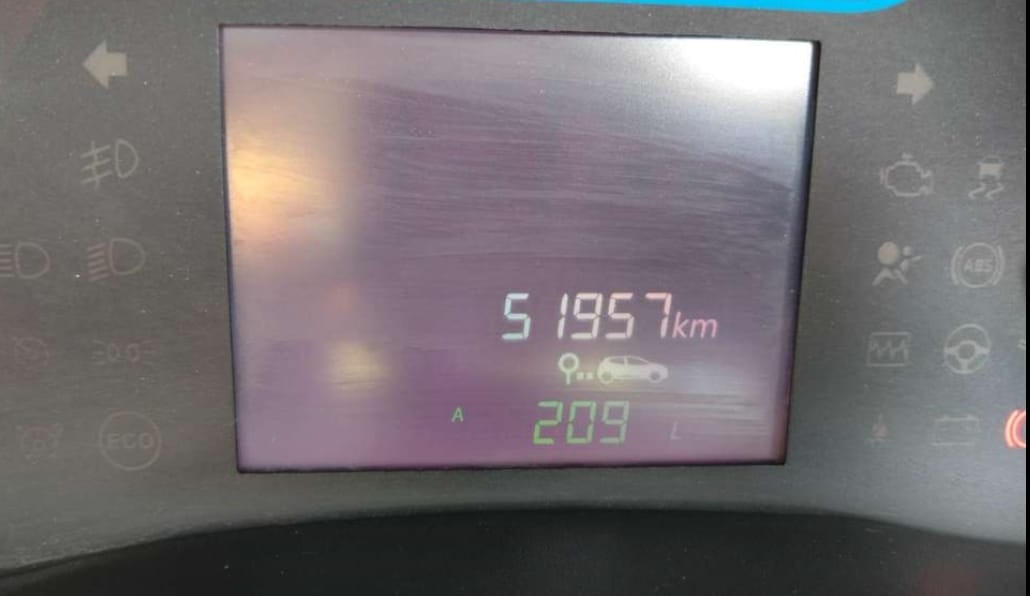 51957km
A 209 L
ABS
ECO